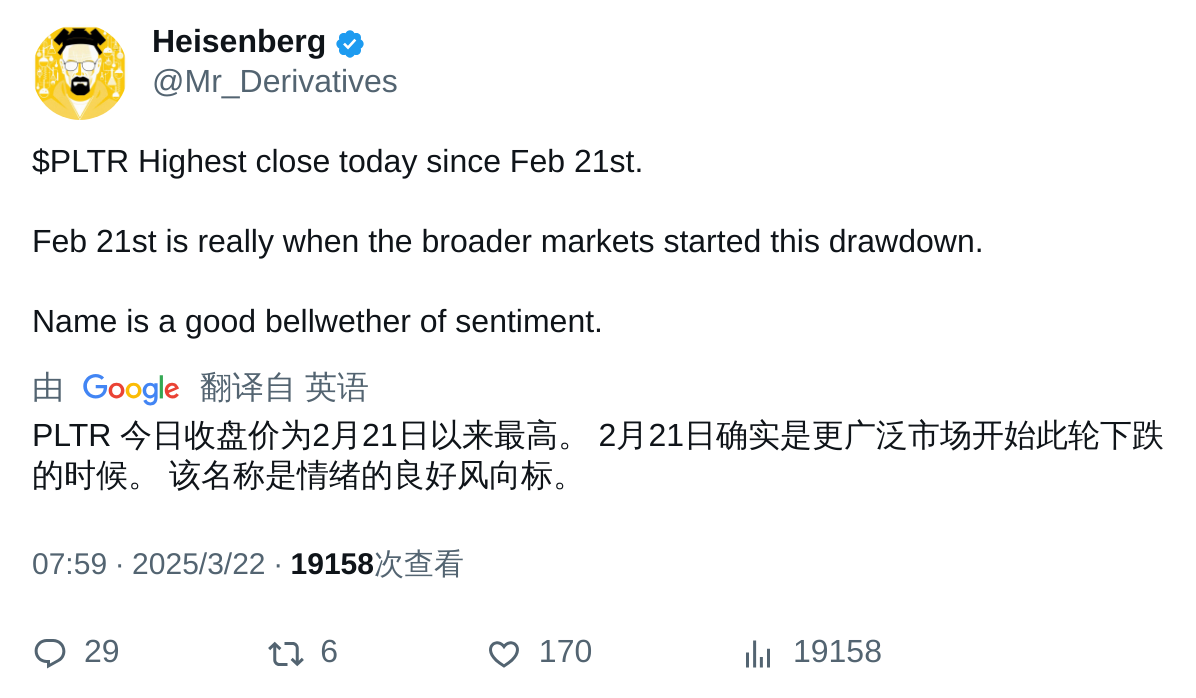 Heisenberg
@Mr_Derivatives
$PLTR Highest close today since Feb 21st.
Feb 21st is really when the broader markets started this drawdown.
Name is a good bellwether of sentiment.
由 Google 翻译自 英语
PLTR 今日收盘价为2月21日以来最高。 2月21日确实是更广泛市场开始此轮下跌
的时候。 该名称是情绪的良好风向标。
07:59 · 2025/3/22 · 19158次查看
29 6 170 19158